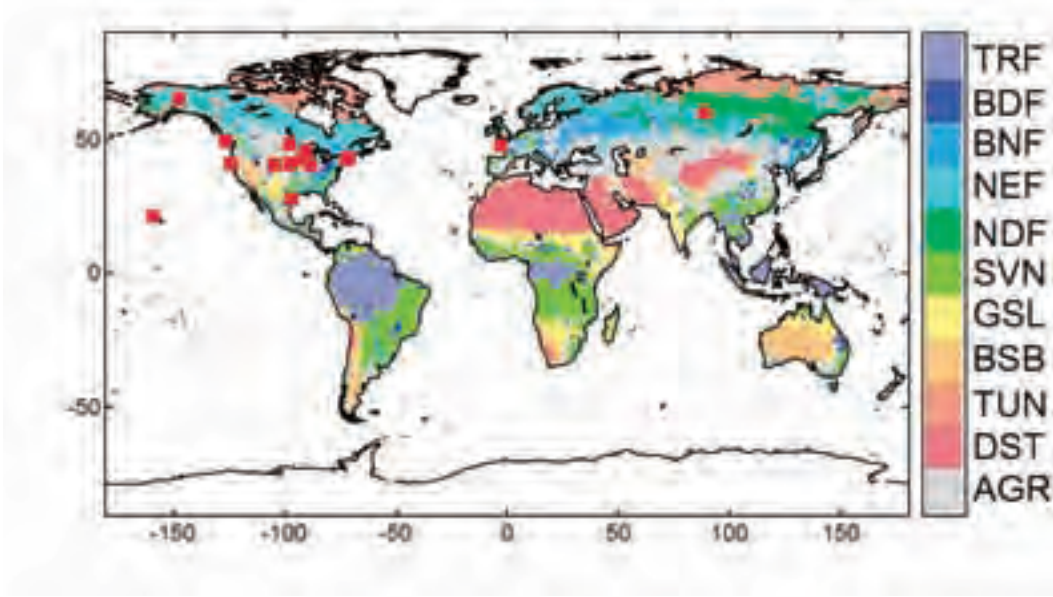 50
0
-50
-150
-100
-50
0
50
100
150
TRF
BDF
BNF
NEF
NDF
SVN
GSL
BSB
TUN
DST
AGR